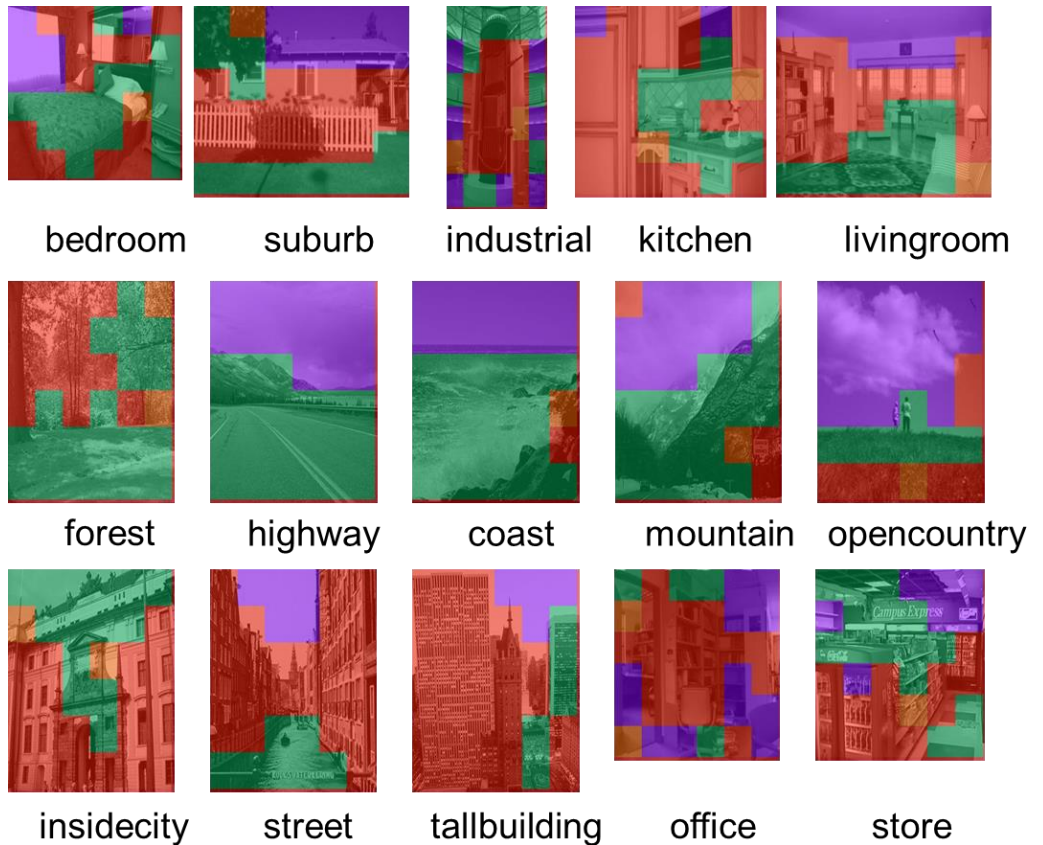 bedroom suburb industrial kitchen livingroom
forest highway coast mountain opencountry
Campus Express
insidecity street tallbuilding office store